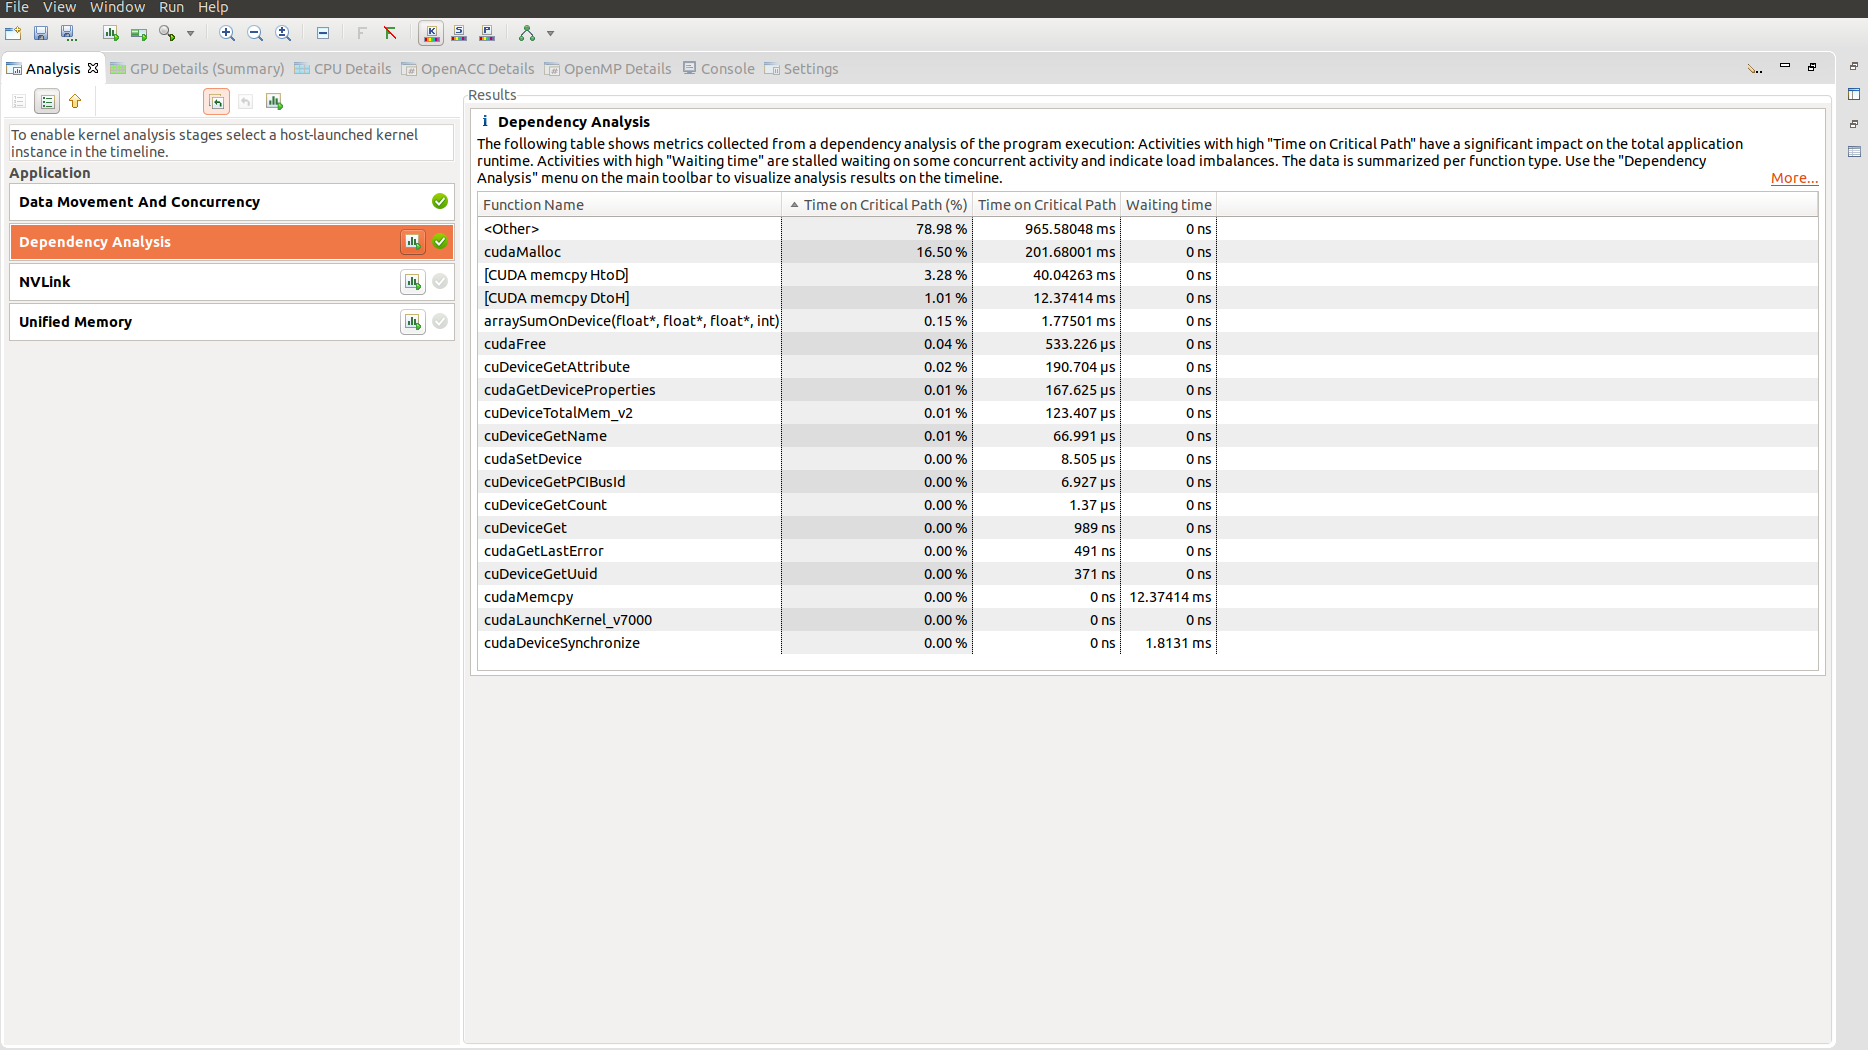 File View Window Run Help
Analysis GPU Details (Summary) CPU Details OpenACC Details OpenMP Details Console Settings
To enable kernel analysis stages select a host-launched kernel
instance in the timeline.
Application
Data Movement And Concurrency
Dependency Analysis
NVLink
Unified Memory
Results
Dependency Analysis
The following table shows metrics collected from a dependency analysis of the program execution: Activities with high "Time on Critical Path" have a significant impact on the total application
runtime. Activities with high "Waiting time" are stalled waiting on some concurrent activity and indicate load imbalances. The data is summarized per function type. Use the "Dependency
Analysis" menu on the main toolbar to visualize analysis results on the timeline.
More...
Function Name Time on Critical Path (%) Time on Critical Path Waiting time
<Other> 78.98 % 965.58048 ms 0 ns
cudaMalloc 16.50 % 201.68001 ms 0 ns
[CUDA memcpy HtoD] 3.28 % 40.04263 ms 0 ns
[CUDA memcpy DtoH] 1.01 % 12.37414 ms 0 ns
arraySumOnDevice(float*, float*, float*, int) 0.15 % 1.77501 ms 0 ns
cudaFree 0.04 % 533.226 µs 0 ns
cuDeviceGetAttribute 0.02 % 190.704 µs 0 ns
cudaGetDeviceProperties 0.01 % 167.625 µs 0 ns
cuDeviceTotalMem_v2 0.01 % 123.407 µs 0 ns
cuDeviceGetName 0.01 % 66.991 µs 0 ns
cudaSetDevice 0.00 % 8.505 µs 0 ns
cuDeviceGetPCIBusId 0.00 % 6.927 µs 0 ns
cuDeviceGetCount 0.00 % 1.37 µs 0 ns
cuDeviceGet 0.00 % 989 ns 0 ns
cudaGetLastError 0.00 % 491 ns 0 ns
cuDeviceGetUuid 0.00 % 371 ns 0 ns
cudaMemcpy 0.00 % 0 ns 12.37414 ms
cudaLaunchKernel_v7000 0.00 % 0 ns 0 ns
cudaDeviceSynchronize 0.00 % 0 ns 1.8131 ms